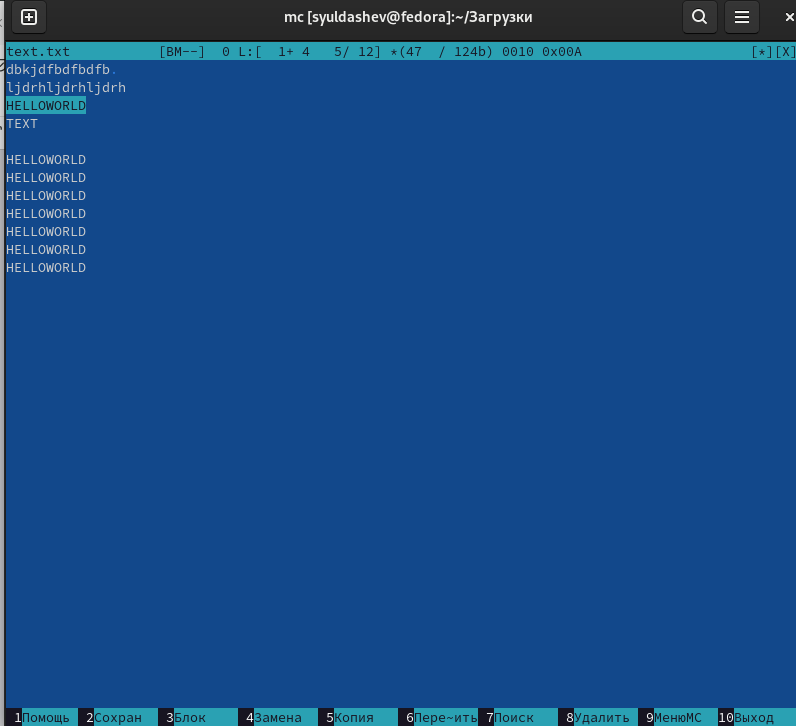 mc [syuldashev@fedora]:~/Загрузки
text.txt [BM--] 0 L:[ 1+ 4 5/ 12] *(47 / 124b) 0010 0x00A [*][X]
dbkjdfbdfbdfb.
ljdrhljdrhljdrh
HELLOWORLD
TEXT
HELLOWORLD
HELLOWORLD
HELLOWORLD
HELLOWORLD
HELLOWORLD
HELLOWORLD
HELLOWORLD
1Помощь 2Сохран 3Блок 4Замена 5Копия 6Пере~ить 7Поиск 8Удалить 9МенюMC 10Выход